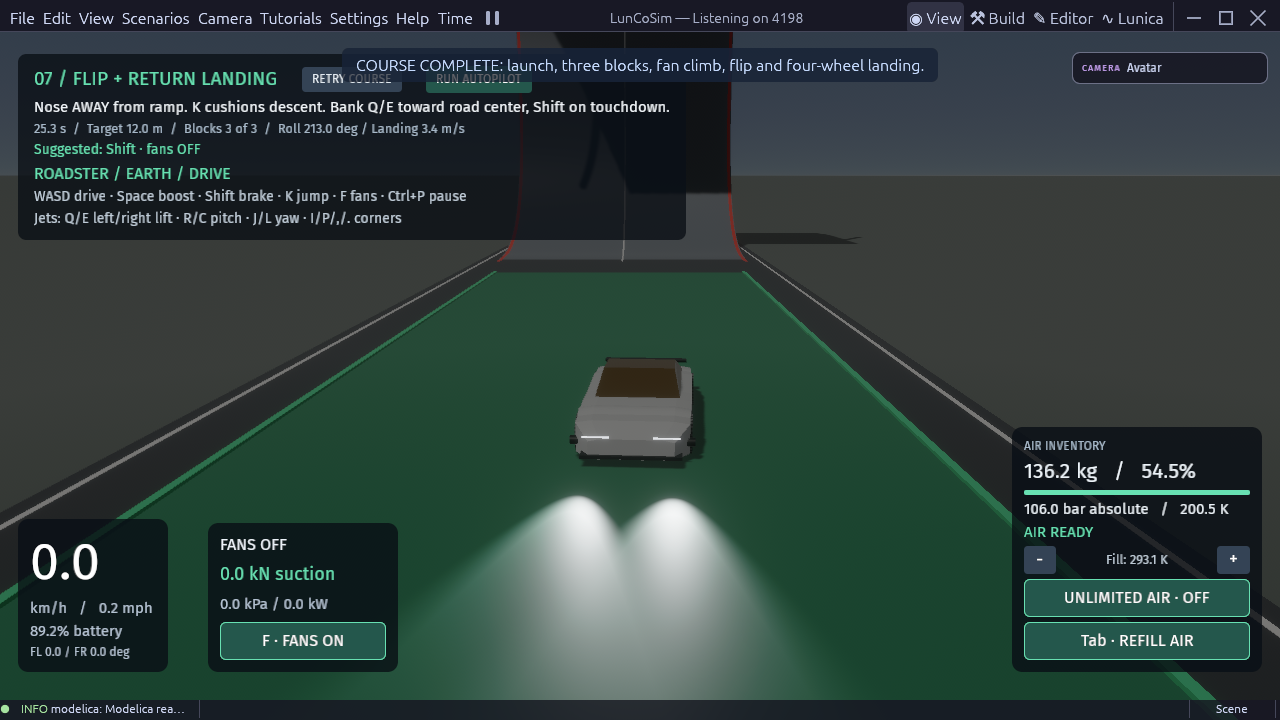 File Edit View Scenarios Camera Tutorials Settings Help Time
LunCoSim — Listening on 4198
View Build Editor Lunica
COURSE COMPLETE: launch, three blocks, fan climb, flip and four-wheel landing.
07 / FLIP + RETURN LANDING
RETRY COURSE
RUN AUTOPILOT
CAMERA Avatar
Nose AWAY from ramp. K cushions descent. Bank Q/E toward road center, Shift on touchdown.
25.3 s / Target 12.0 m / Blocks 3 of 3 / Roll 213.0 deg / Landing 3.4 m/s
Suggested: Shift · fans OFF
ROADSTER / EARTH / DRIVE
WASD drive · Space boost · Shift brake · K jump · F fans · Ctrl+P pause
Jets: Q/E left/right lift · R/C pitch · J/L yaw · I/P/,/. corners
0.0
km/h / 0.2 mph
89.2% battery
FL 0.0 / FR 0.0 deg
FANS OFF
0.0 kN suction
0.0 kPa / 0.0 kW
F · FANS ON
AIR INVENTORY
136.2 kg / 54.5%
106.0 bar absolute / 200.5 K
AIR READY
- Fill: 293.1 K +
UNLIMITED AIR · OFF
Tab · REFILL AIR
INFO modelica: Modelica rea...
Scene